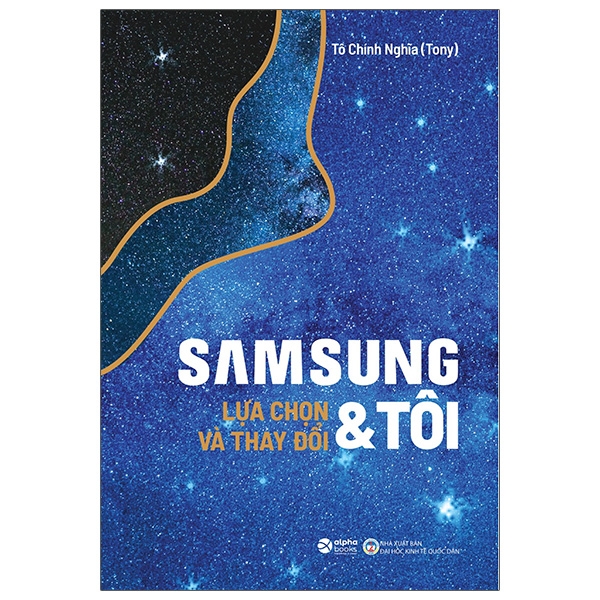 Tô Chính Nghĩa (Tony)
SAMSUNG
& TÔI
LỰA CHỌN
VÀ THAY ĐỔI
alpha
books
NHÀ XUẤT BẢN
ĐẠI HỌC KINH TẾ QUỐC DÂN